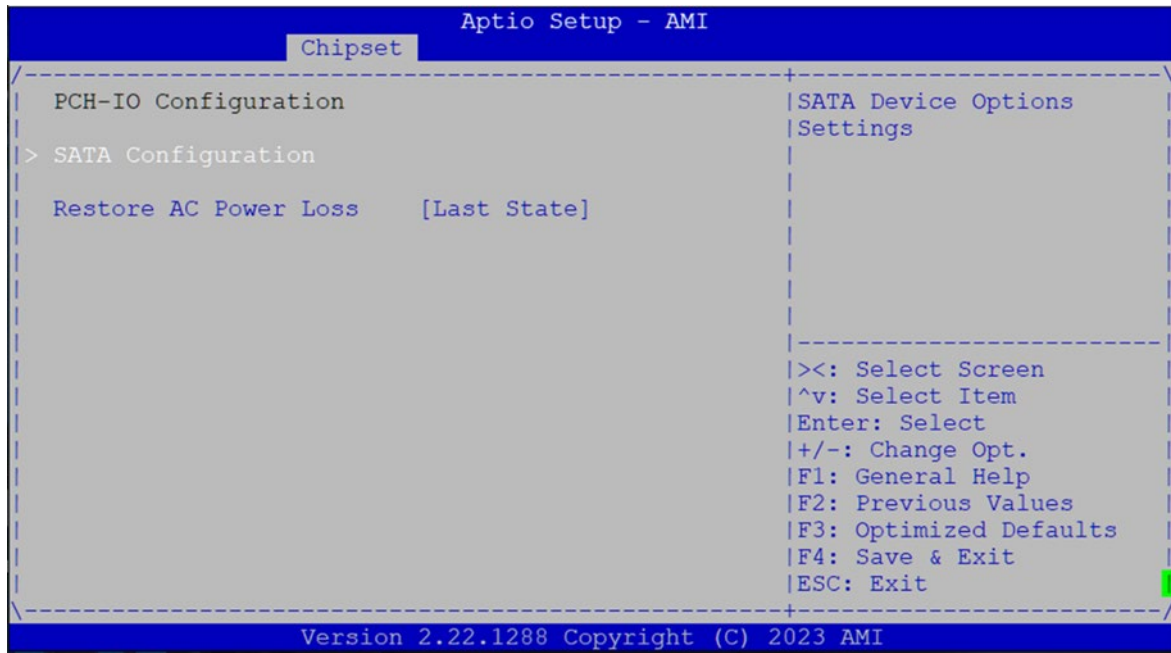 Aptio Setup - AMI
Chipset
PCH-IO Configuration
> SATA Configuration
Restore AC Power Loss [Last State]
SATA Device Options
Settings
><: Select Screen
^v: Select Item
Enter: Select
+/-: Change Opt.
F1: General Help
F2: Previous Values
F3: Optimized Defaults
F4: Save & Exit
ESC: Exit
Version 2.22.1288 Copyright (C) 2023 AMI